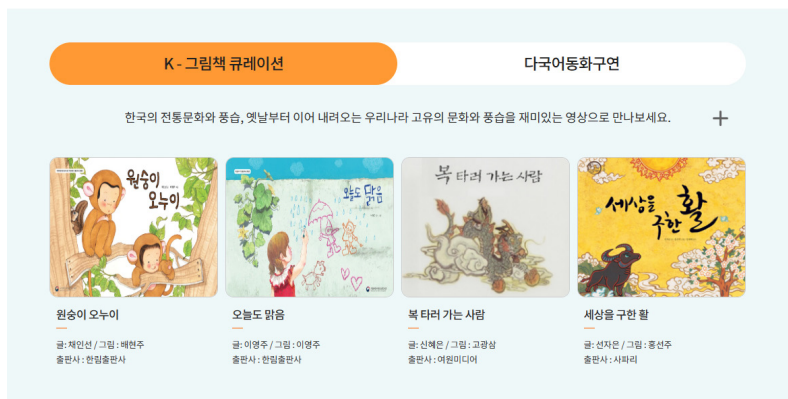 K - 그림책 큐레이션
다국어동화구연
한국의 전통문화와 풍습, 옛날부터 이어 내려오는 우리나라 고유의 문화와 풍습을 재미있는 영상으로 만나보세요.
원숭이
오누이
오늘도 맑음
복 타러 가는 사람
세상을
구한 활
원숭이 오누이
글: 채인선 / 그림 : 배현주
출판사 : 한림출판사
오늘도 맑음
글: 이영주 / 그림 : 이영주
출판사 : 한림출판사
복 타러 가는 사람
글: 신혜은 / 그림 : 고광삼
출판사 : 여원미디어
세상을 구한 활
글: 선자은 / 그림 : 홍선주
출판사 : 사파리